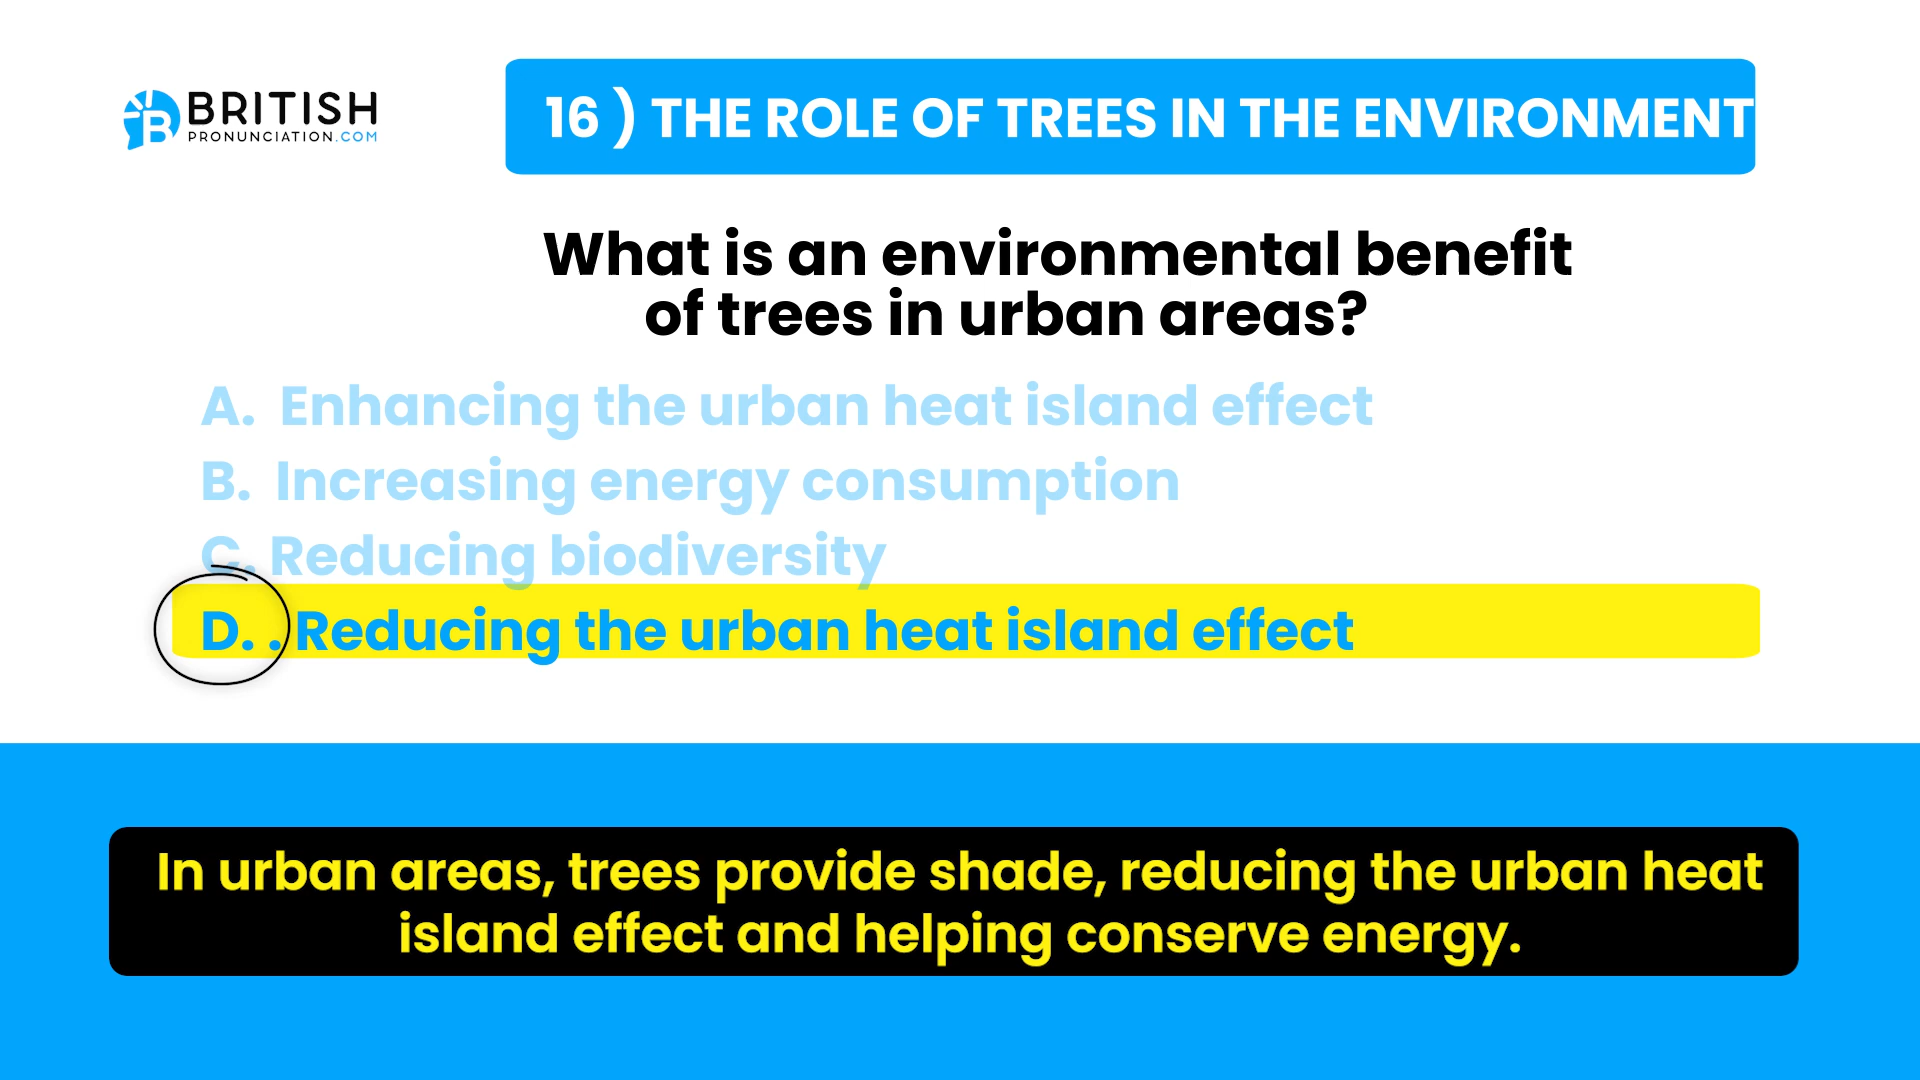 BRITISH
PRONUNCIATION.COM
16 ) THE ROLE OF TREES IN THE ENVIRONMENT
What is an environmental benefit
of trees in urban areas?
A. Enhancing the urban heat island effect
B. Increasing energy consumption
C. Reducing biodiversity
D. . Reducing the urban heat island effect
In urban areas, trees provide shade, reducing the urban heat
island effect and helping conserve energy.